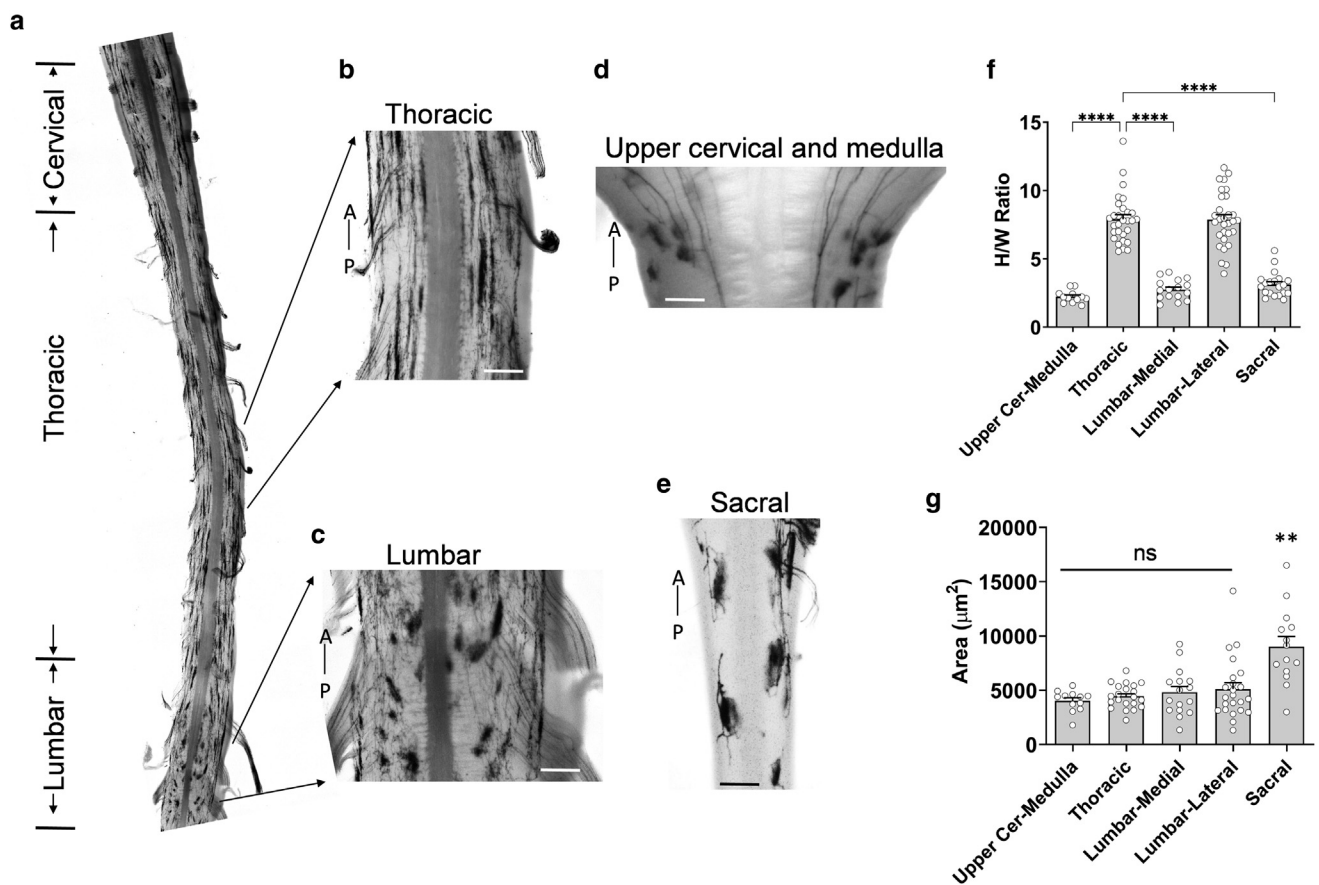 a
Cervical
Thoracic
Lumbar
b
Thoracic
A
P
c
Lumbar
A
P
d
Upper cervical and medulla
A
P
e
Sacral
A
P
f
****
**** ****
H/W Ratio
15
10
5
0
Upper Cer-Medulla
Thoracic
Lumbar-Medial
Lumbar-Lateral
Sacral
g
Area (μm²)
20000
15000
10000
5000
0
ns
**
Upper Cer-Medulla
Thoracic
Lumbar-Medial
Lumbar-Lateral
Sacral